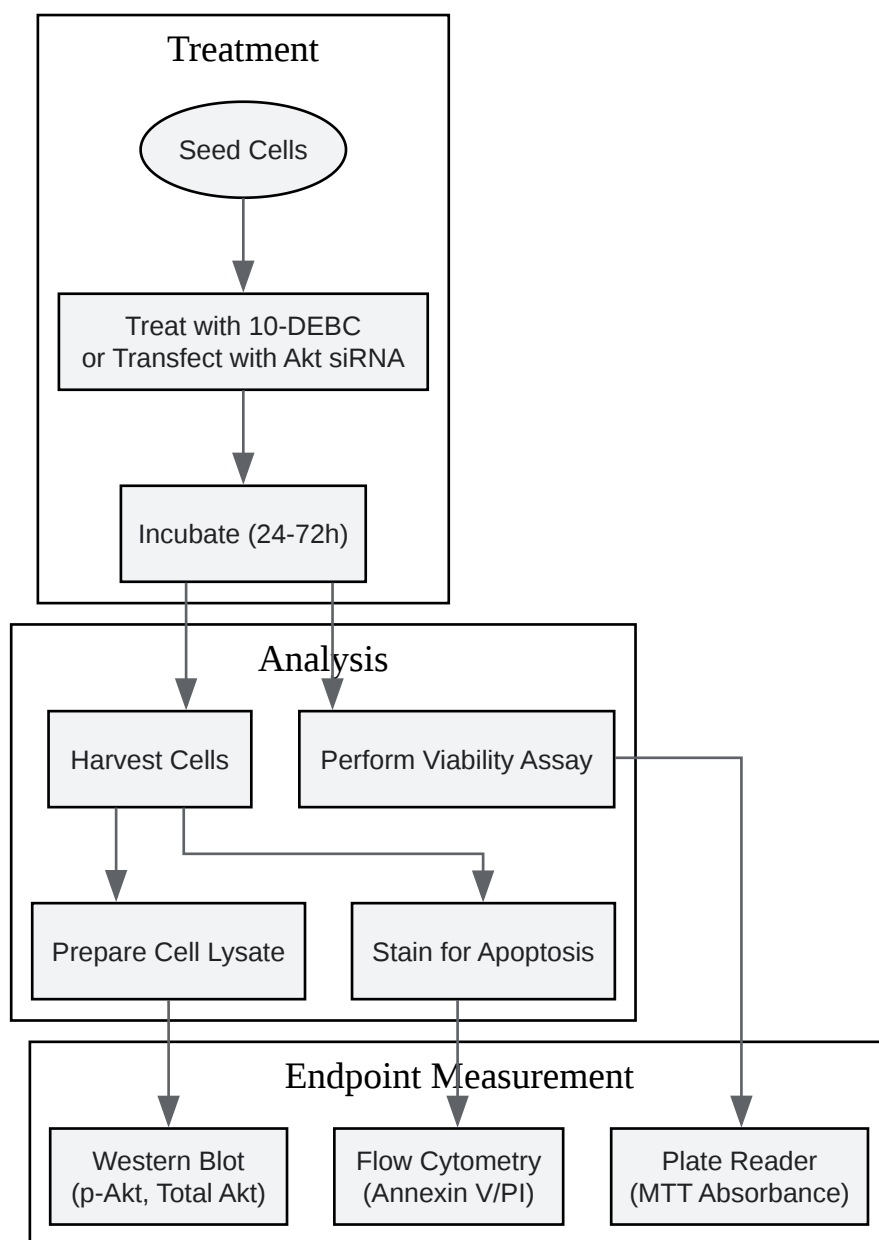 Treatment
Seed Cells
Treat with 10-DEBC
or Transfect with Akt siRNA
Incubate (24-72h)
Analysis
Harvest Cells
Perform Viability Assay
Prepare Cell Lysate
Stain for Apoptosis
Endpoint Measurement
Western Blot
(p-Akt, Total Akt)
Flow Cytometry
(Annexin V/PI)
Plate Reader
(MTT Absorbance)